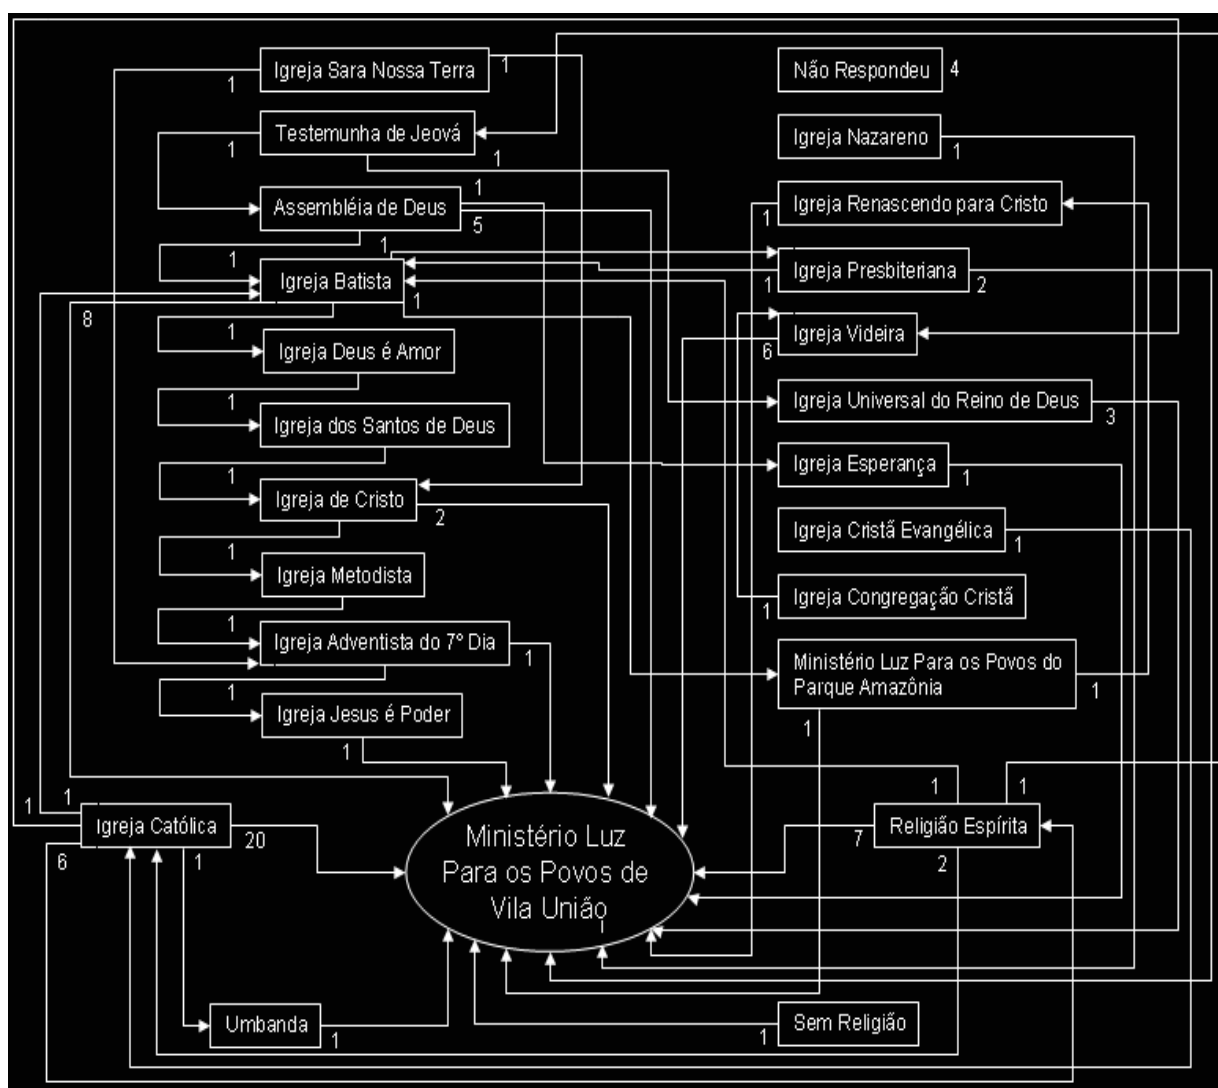 Igreja Sara Nossa Terra
1
1
Não Respondeu
4
Testemunha de Jeová
1
1
Igreja Nazareno
1
Assembléia de Deus
1
5
Igreja Renascendo para Cristo
1
1
1
Igreja Batista
1
8
Igreja Presbiteriana
1
2
Igreja Deus é Amor
1
Igreja Videira
6
Igreja dos Santos de Deus
1
Igreja Universal do Reino de Deus
3
Igreja de Cristo
1
2
Igreja Esperança
1
Igreja Metodista
1
Igreja Cristã Evangélica
1
Igreja Congregação Cristã
1
Igreja Adventista do 7º Dia
1
1
Ministério Luz Para os Povos do
Parque Amazônia
1
1
Igreja Jesus é Poder
1
1
Igreja Católica
1
1
20
6
1
Ministério Luz
Para os Povos de
Vila União
1
Religião Espírita
1
1
7
2
Umbanda
1
Sem Religião
1